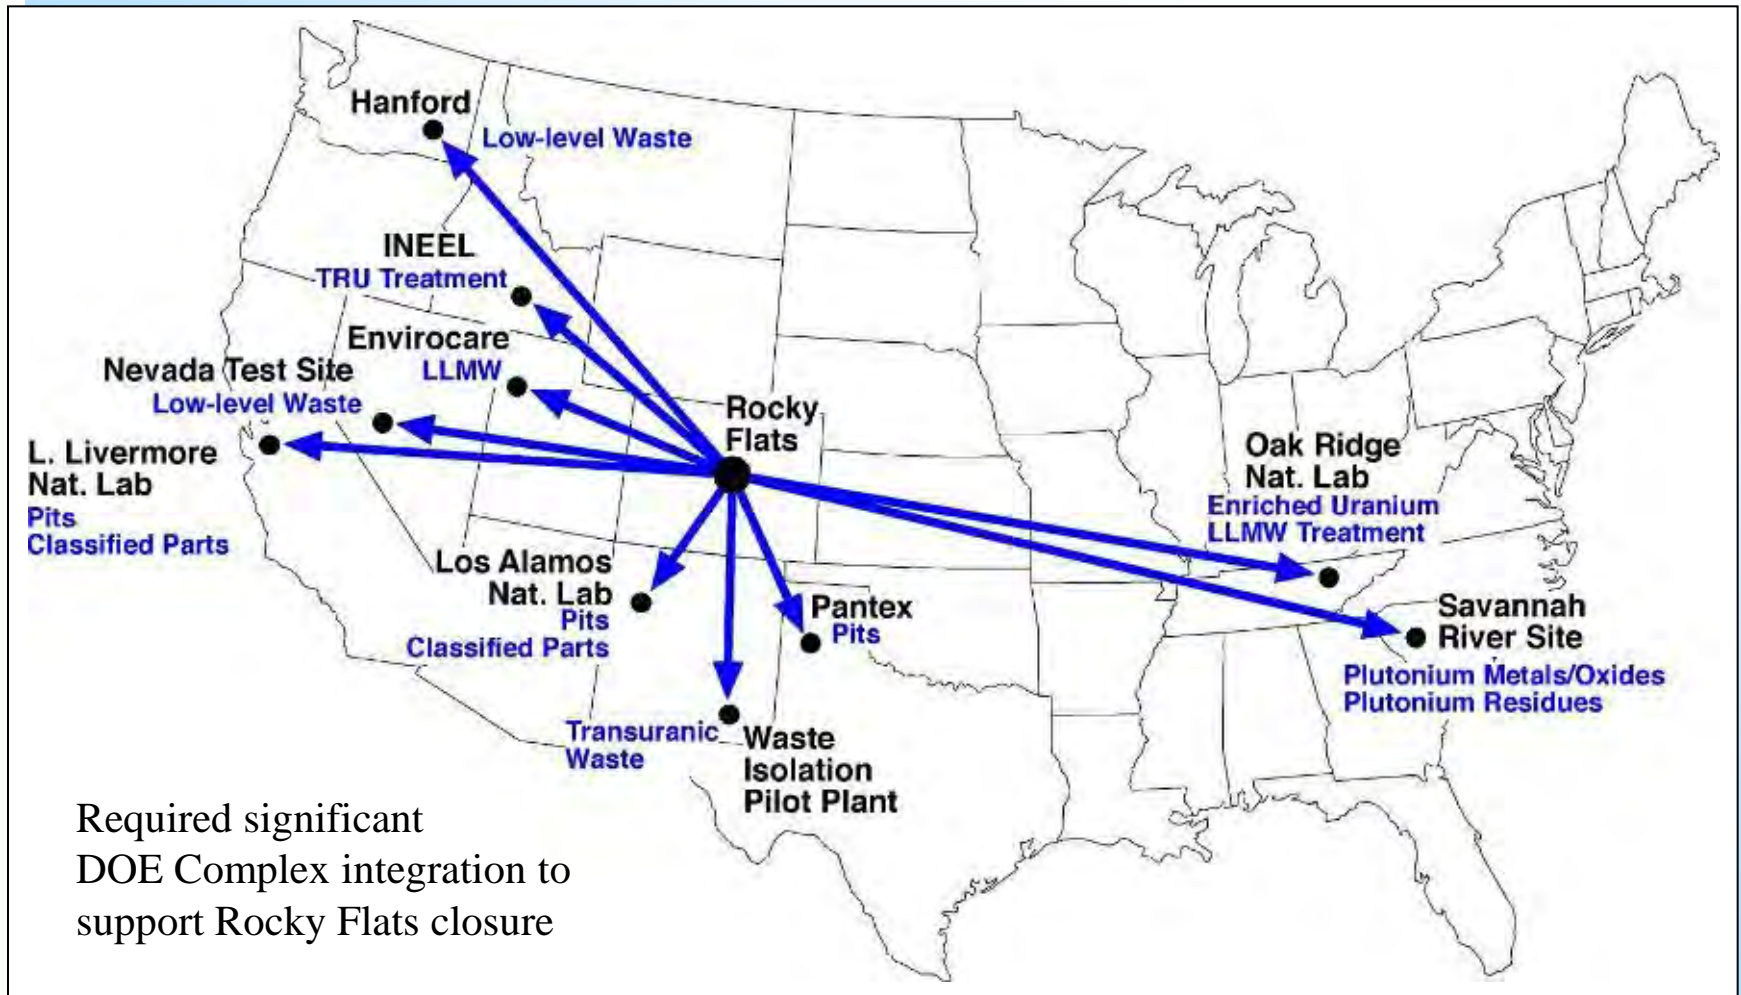 Hanford
Low-level Waste
INEEL
TRU Treatment
Envirocare
LLMW
Nevada Test Site
Low-level Waste
L. Livermore
Nat. Lab
Pits
Classified Parts
Rocky
Flats
Oak Ridge
Nat. Lab
Enriched Uranium
LLMW Treatment
Los Alamos
Nat. Lab
Pits
Classified Parts
Pantex
Pits
Savannah
River Site
Plutonium Metals/Oxides
Plutonium Residues
Transuranic
Waste
Waste
Isolation
Pilot Plant
Required significant
DOE Complex integration to
support Rocky Flats closure